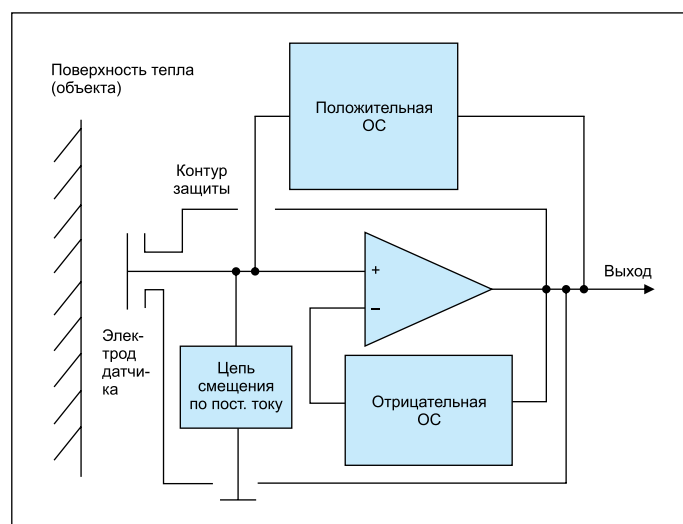 Поверхность тепла
(объекта)
Положительная
ОС
Контур
защиты
+
Выход
–
Элек-
трод
датчи-
ка
Цепь
смещения
по пост. току
Отрицательная
ОС